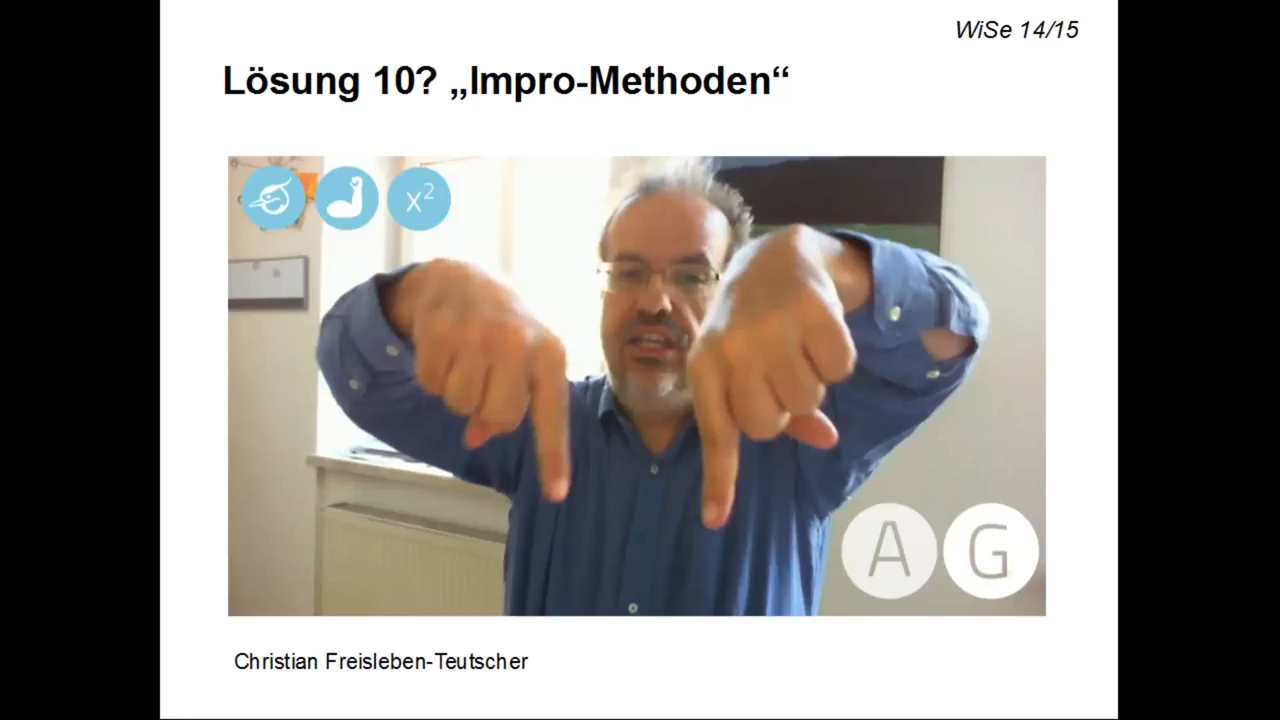 WiSe 14/15
Lösung 10? „Impro-Methoden“
x²
A G
Christian Freisleben-Teutscher